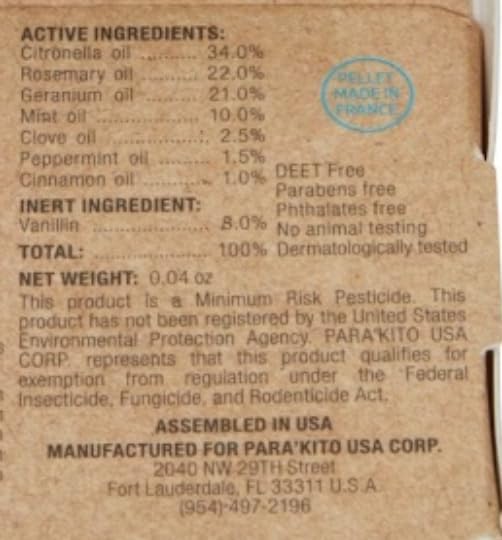 ACTIVE INGREDIENTS:
Citronella oil .......... 34.0%
Rosemary oil ......... 22.0%
Geranium oil .......... 21.0%
Mint oil .................. 10.0%
Clove oil ................ 2.5%
Peppermint oil ...... 1.5%
Cinnamon oil ......... 1.0%
INERT INGREDIENT:
Vanillin .................. 8.0%
TOTAL: ................... 100%
PELLET
MADE IN
FRANCE
DEET Free
Parabens free
Phthalates free
No animal testing
Dermatologically tested
NET WEIGHT: 0.04 oz
This product is a Minimum Risk Pesticide. This
product has not been registered by the United States
Environmental Protection Agency. PARA'KITO USA
CORP. represents that this product qualifies for
exemption from regulation under the Federal
Insecticide, Fungicide, and Rodenticide Act.
ASSEMBLED IN USA
MANUFACTURED FOR PARA'KITO USA CORP.
2040 NW 29TH Street
Fort Lauderdale, FL 33311 U.S.A.
(954)-497-2196